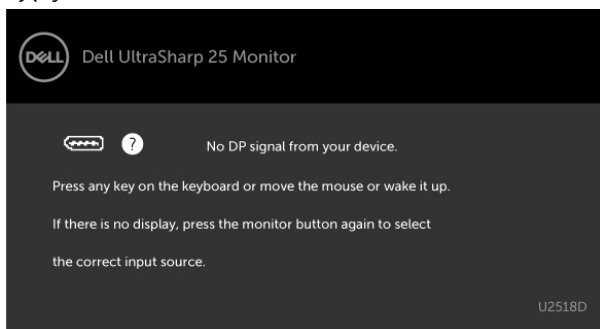 DELL
Dell UltraSharp 25 Monitor
?
No DP signal from your device.
Press any key on the keyboard or move the mouse or wake it up.
If there is no display, press the monitor button again to select
the correct input source.
U2518D